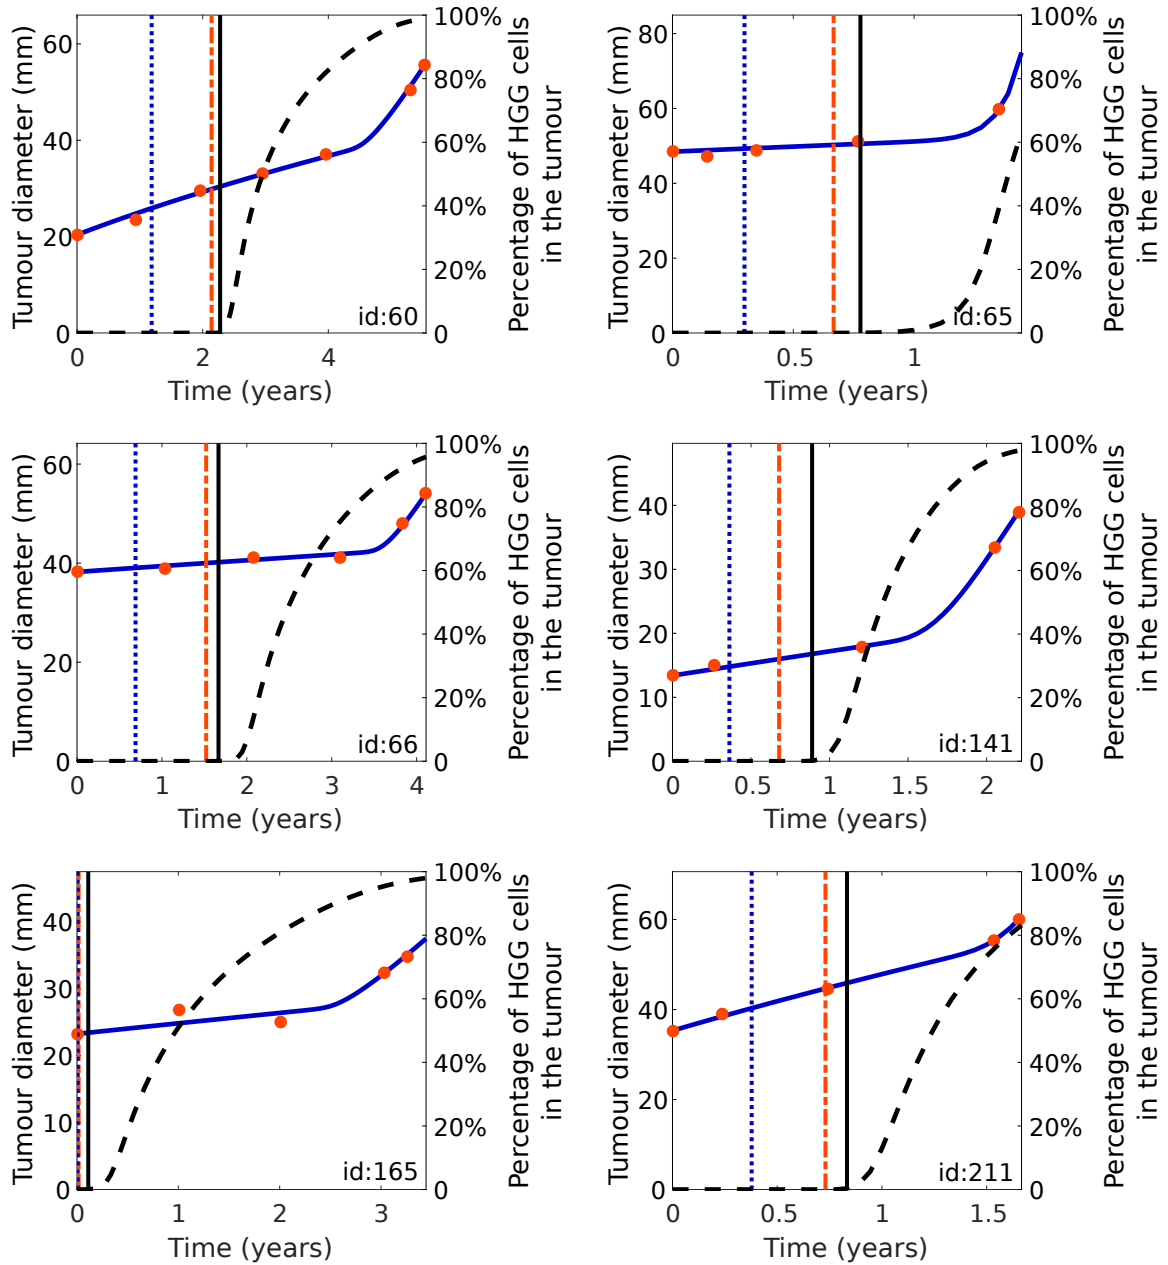 Tumour diameter (mm)
60
40
20
0
0
2
4
Time (years)
id:60
100%
80%
60%
40%
20%
0
Percentage of HGG cells
in the tumour
Tumour diameter (mm)
80
60
40
20
0
0
0.5
1
Time (years)
id:65
100%
80%
60%
40%
20%
0
Percentage of HGG cells
in the tumour
Tumour diameter (mm)
60
40
20
0
0
1
2
3
4
Time (years)
id:66
100%
80%
60%
40%
20%
0
Percentage of HGG cells
in the tumour
Tumour diameter (mm)
40
30
20
10
0
0
0.5
1
1.5
2
Time (years)
id:141
100%
80%
60%
40%
20%
0
Percentage of HGG cells
in the tumour
Tumour diameter (mm)
40
30
20
10
0
0
1
2
3
Time (years)
id:165
100%
80%
60%
40%
20%
0
Percentage of HGG cells
in the tumour
Tumour diameter (mm)
60
40
20
0
0
0.5
1
1.5
Time (years)
id:211
100%
80%
60%
40%
20%
0
Percentage of HGG cells
in the tumour